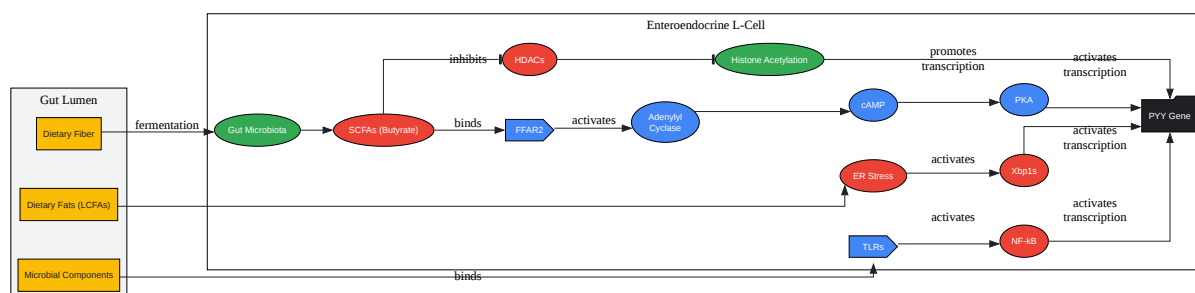 Enteroendocrine L-Cell
Gut Lumen
Dietary Fiber
fermentation
Gut Microbiota
SCFAs (Butyrate)
inhibits
HDACs
Histone Acetylation
promotes
transcription
activates
transcription
binds
FFAR2
activates
Adenylyl
Cyclase
cAMP
PKA
activates
transcription
PYY Gene
Dietary Fats (LCFAs)
ER Stress
activates
Xbp1s
Microbial Components
binds
TLRs
activates
NF-kB
activates
transcription